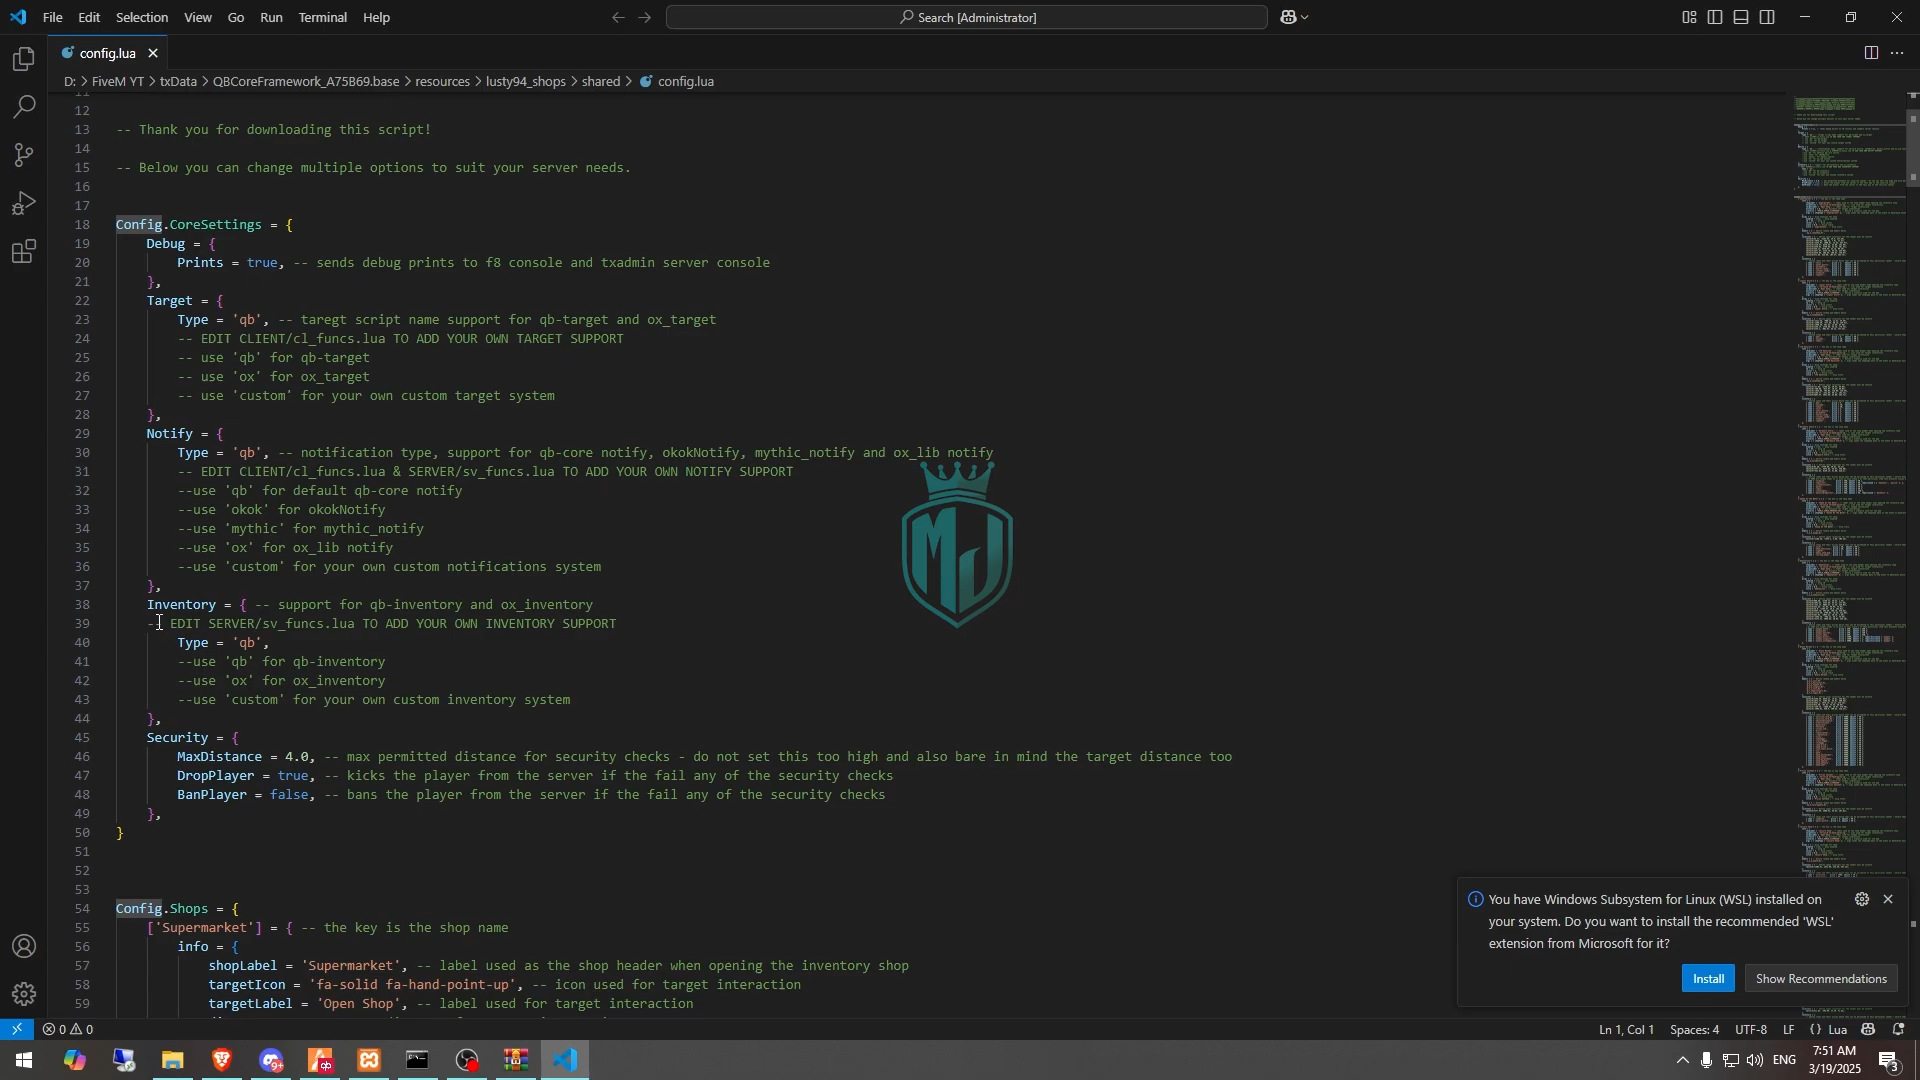 File Edit Selection View Go Run Terminal Help
Search [Administrator]
config.lua
D: > FiveM YT > txData > QBCoreFramework_A75B69.base > resources > lusty94_shops > shared > config.lua
11
12
13 -- Thank you for downloading this script!
14
15 -- Below you can change multiple options to suit your server needs.
16
17
18 Config.CoreSettings = {
19 Debug = {
20 Prints = true, -- sends debug prints to f8 console and txadmin server console
21 },
22 Target = {
23 Type = 'qb', -- taregt script name support for qb-target and ox_target
24 -- EDIT CLIENT/cl_funcs.lua TO ADD YOUR OWN TARGET SUPPORT
25 -- use 'qb' for qb-target
26 -- use 'ox' for ox_target
27 -- use 'custom' for your own custom target system
28 },
29 Notify = {
30 Type = 'qb', -- notification type, support for qb-core notify, okokNotify, mythic_notify and ox_lib notify
31 -- EDIT CLIENT/cl_funcs.lua & SERVER/sv_funcs.lua TO ADD YOUR OWN NOTIFY SUPPORT
32 --use 'qb' for default qb-core notify
33 --use 'okok' for okokNotify
34 --use 'mythic' for mythic_notify
35 --use 'ox' for ox_lib notify
36 --use 'custom' for your own custom notifications system
37 },
38 Inventory = { -- support for qb-inventory and ox_inventory
39 -- EDIT SERVER/sv_funcs.lua TO ADD YOUR OWN INVENTORY SUPPORT
40 Type = 'qb',
41 --use 'qb' for qb-inventory
42 --use 'ox' for ox_inventory
43 --use 'custom' for your own custom inventory system
44 },
45 Security = {
46 MaxDistance = 4.0, -- max permitted distance for security checks - do not set this too high and also bare in mind the target distance too
47 DropPlayer = true, -- kicks the player from the server if the fail any of the security checks
48 BanPlayer = false, -- bans the player from the server if the fail any of the security checks
49 },
50 }
51
52
53
54 Config.Shops = {
55 ['Supermarket'] = { -- the key is the shop name
56 info = {
57 shopLabel = 'Supermarket', -- label used as the shop header when opening the inventory shop
58 targetIcon = 'fa-solid fa-hand-point-up', -- icon used for target interaction
59 targetLabel = 'Open Shop', -- label used for target interaction
MJ
You have Windows Subsystem for Linux (WSL) installed on
your system. Do you want to install the recommended 'WSL'
extension from Microsoft for it?
Install Show Recommendations
0 0 Ln 1, Col 1 Spaces: 4 UTF-8 LF {} Lua
9+ ENG 7:51 AM
3/19/2025 3